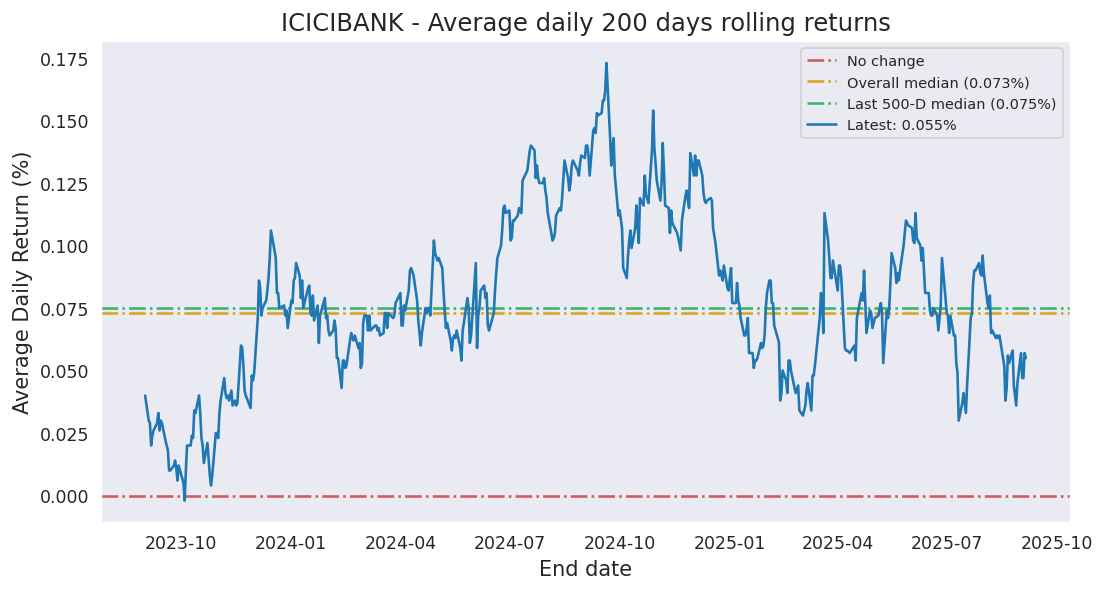 ICICIBANK - Average daily 200 days rolling returns
No change
Overall median (0.073%)
Last 500-D median (0.075%)
Latest: 0.055%
Average Daily Return (%)
0.175
0.150
0.125
0.100
0.075
0.050
0.025
0.000
2023-10 2024-01 2024-04 2024-07 2024-10 2025-01 2025-04 2025-07 2025-10
End date